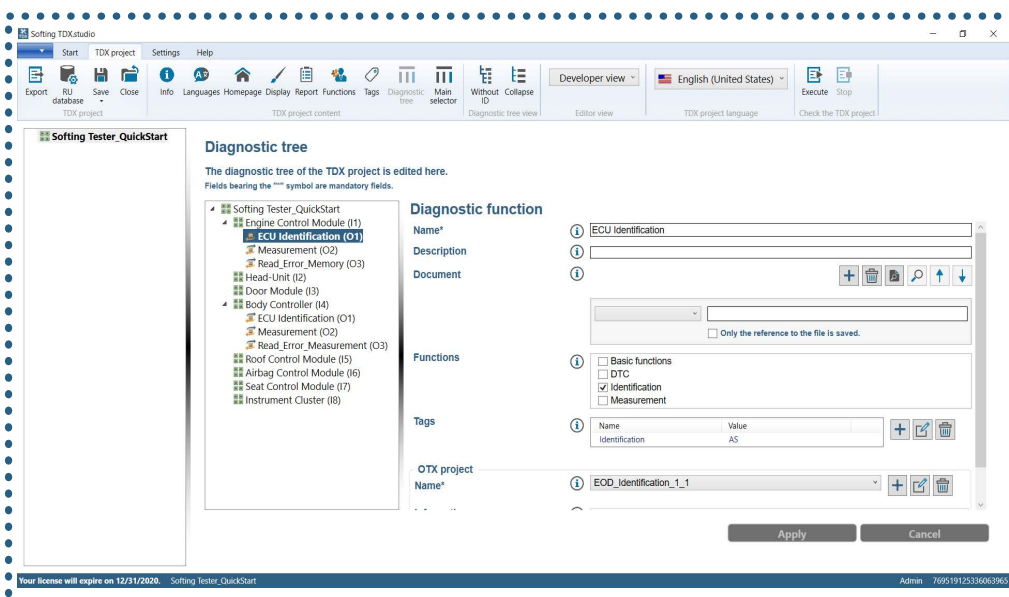 Softing TDX.studio
Start TDX project Settings Help
Export RU database Save Close Info Languages Homepage Display Report Functions Tags Diagnostic tree Main selector Without ID Collapse Developer view English (United States) Execute Stop
TDX project TDX project content Diagnostic tree view Editor view TDX project language Check the TDX project
Softing Tester_QuickStart
Diagnostic tree
The diagnostic tree of the TDX project is edited here.
Fields bearing the "*" symbol are mandatory fields.
Softing Tester_QuickStart
Engine Control Module (I1)
ECU Identification (O1)
Measurement (O2)
Read_Error_Memory (O3)
Head-Unit (I2)
Door Module (I3)
Body Controller (I4)
ECU Identification (O1)
Measurement (O2)
Read_Error_Measurement (O3)
Roof Control Module (I5)
Airbag Control Module (I6)
Seat Control Module (I7)
Instrument Cluster (I8)
Diagnostic function
Name* ECU Identification
Description
Document
Only the reference to the file is saved.
Functions Basic functions
DTC
Identification
Measurement
Tags Name Value
Identification AS
OTX project
Name* EOD_Identification_1_1
Apply Cancel
Your license will expire on 12/31/2020. Softing Tester_QuickStart Admin 769519125336063965